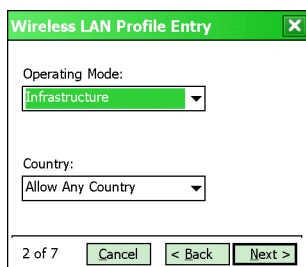 Wireless LAN Profile Entry
Operating Mode:
Infrastructure
Country:
Allow Any Country
2 of 7 Cancel < Back Next >